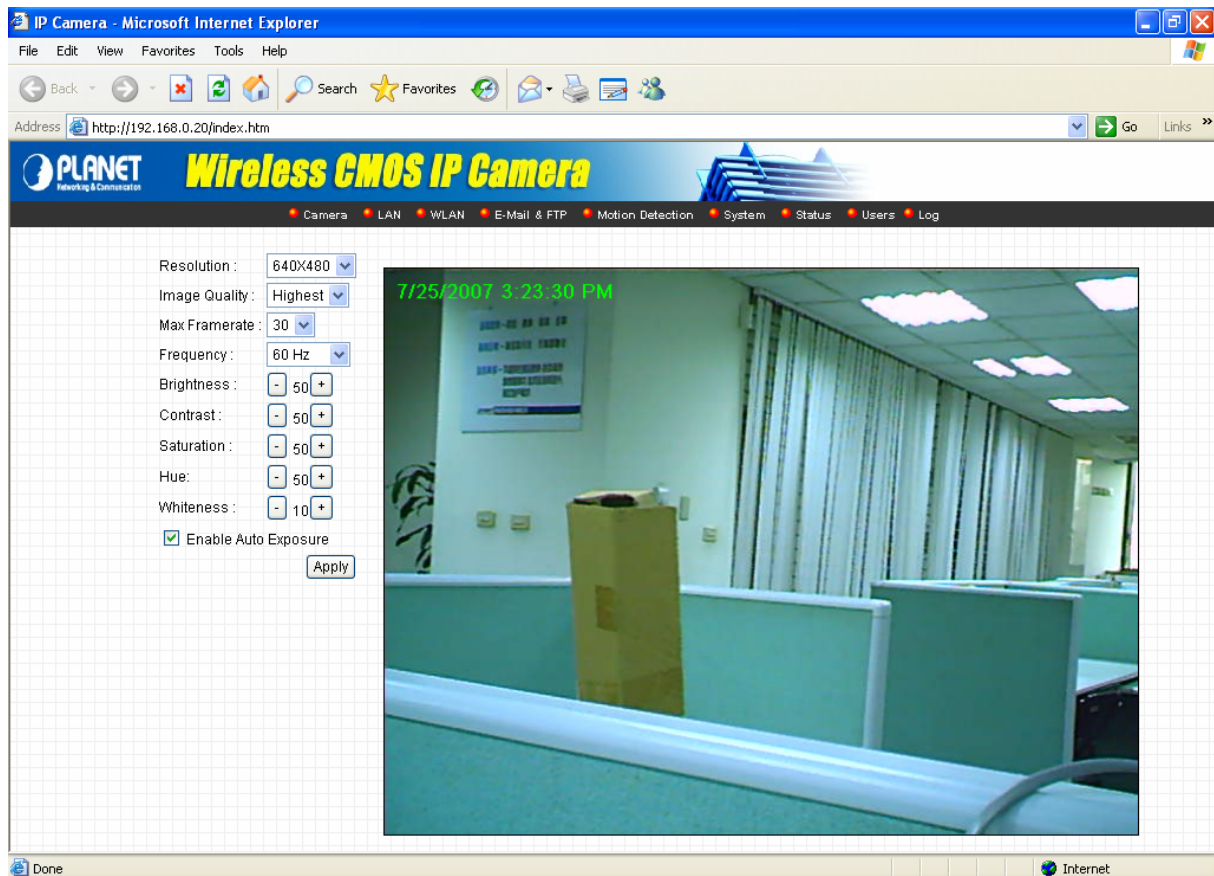 IP Camera - Microsoft Internet Explorer
File Edit View Favorites Tools Help
Back Search Favorites
Address http://192.168.0.20/index.htm Go Links »
PLANET
Networking & Communication
Wireless CMOS IP Camera
Camera LAN WLAN E-Mail & FTP Motion Detection System Status Users Log
Resolution : 640X480
Image Quality : Highest
Max Framerate : 30
Frequency : 60 Hz
Brightness : - 50 +
Contrast : - 50 +
Saturation : - 50 +
Hue: - 50 +
Whiteness : - 10 +
Enable Auto Exposure
Apply
7/25/2007 3:23:30 PM
Done Internet